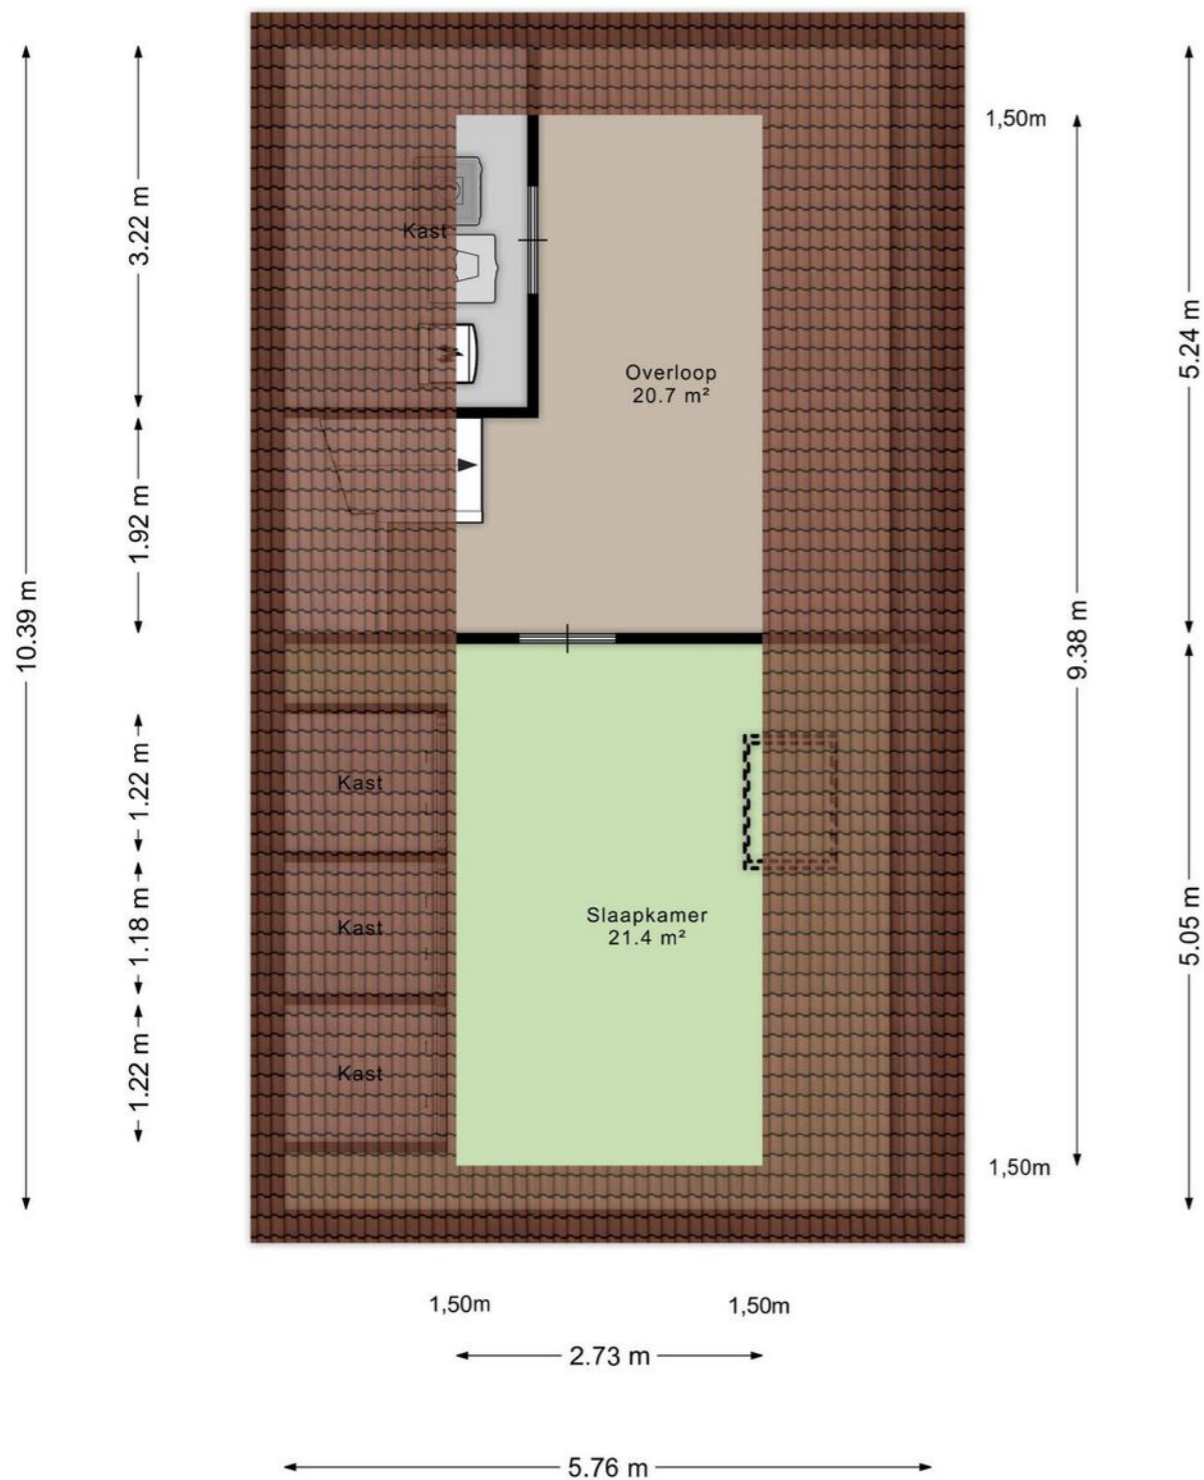 1,50m
3.22 m
Kast
5.24 m
Overloop
20.7 m²
1.92 m
10.39 m
9.38 m
1.22 m
Kast
1.18 m
Kast
Slaapkamer
21.4 m²
5.05 m
1.22 m
Kast
1,50m
1,50m
1,50m
2.73 m
5.76 m